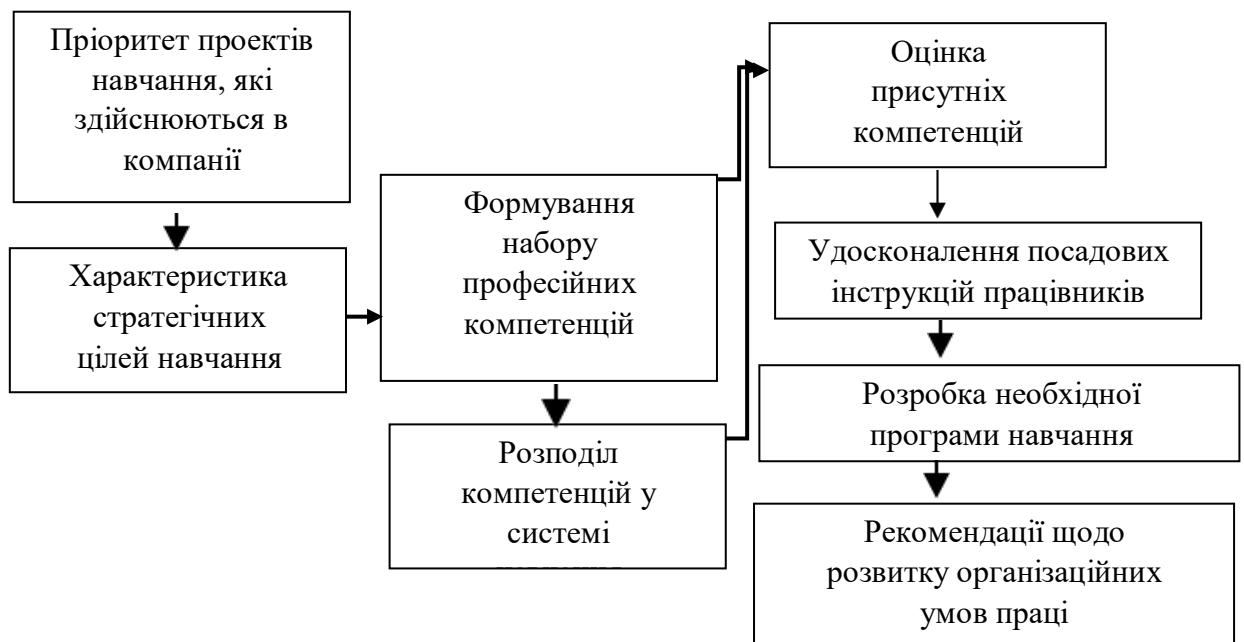 Пріоритет проектів
навчання, які
здійснюються в
компанії
Характеристика
стратегічних
цілей навчання
Формування
набору
професійних
компетенцій
Розподіл
компетенцій у
системі
Оцінка
присутніх
компетенцій
Удосконалення посадових
інструкцій працівників
Розробка необхідної
програми навчання
Рекомендації щодо
розвитку організаційних
умов праці